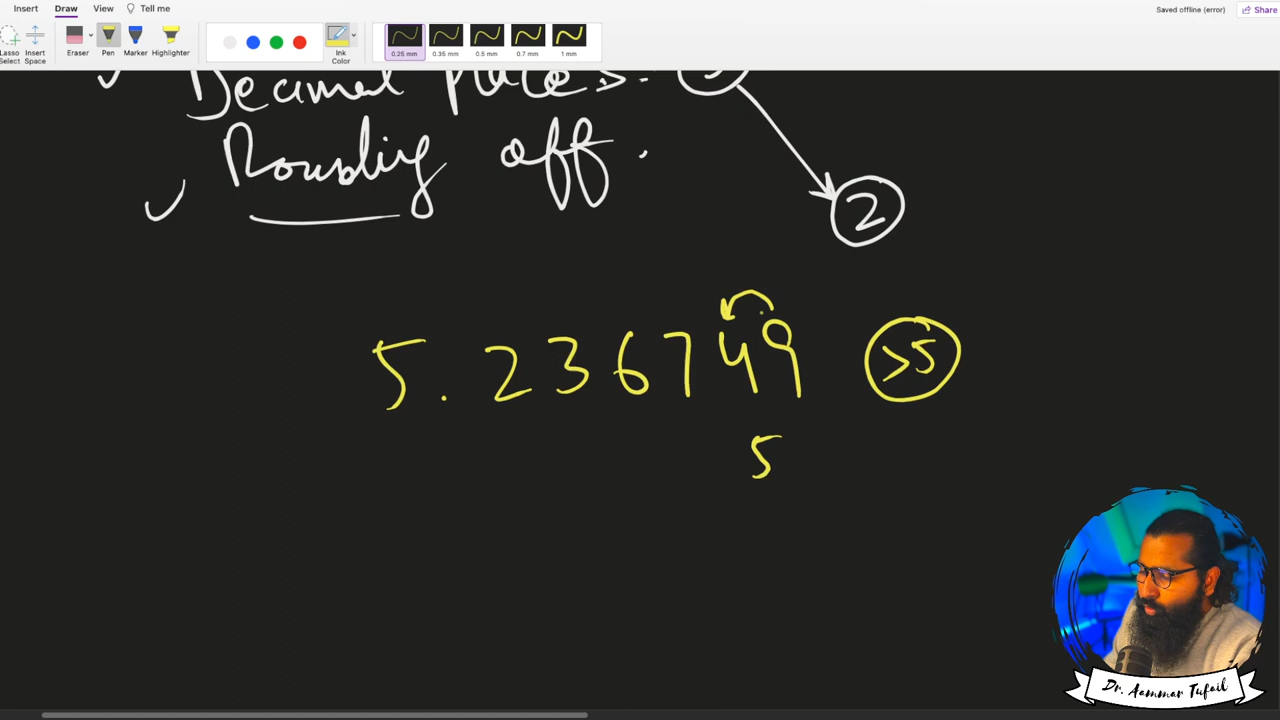 Insert Draw View Tell me
Saved offline (error) Share
Lasso Select Insert Space Eraser Pen Marker Highlighter Ink Color 0.25 mm 0.35 mm 0.5 mm 0.7 mm 1 mm
Decimal places.
Rounding off.
2
5.236749 >5
5
Dr. Aammar Tufail